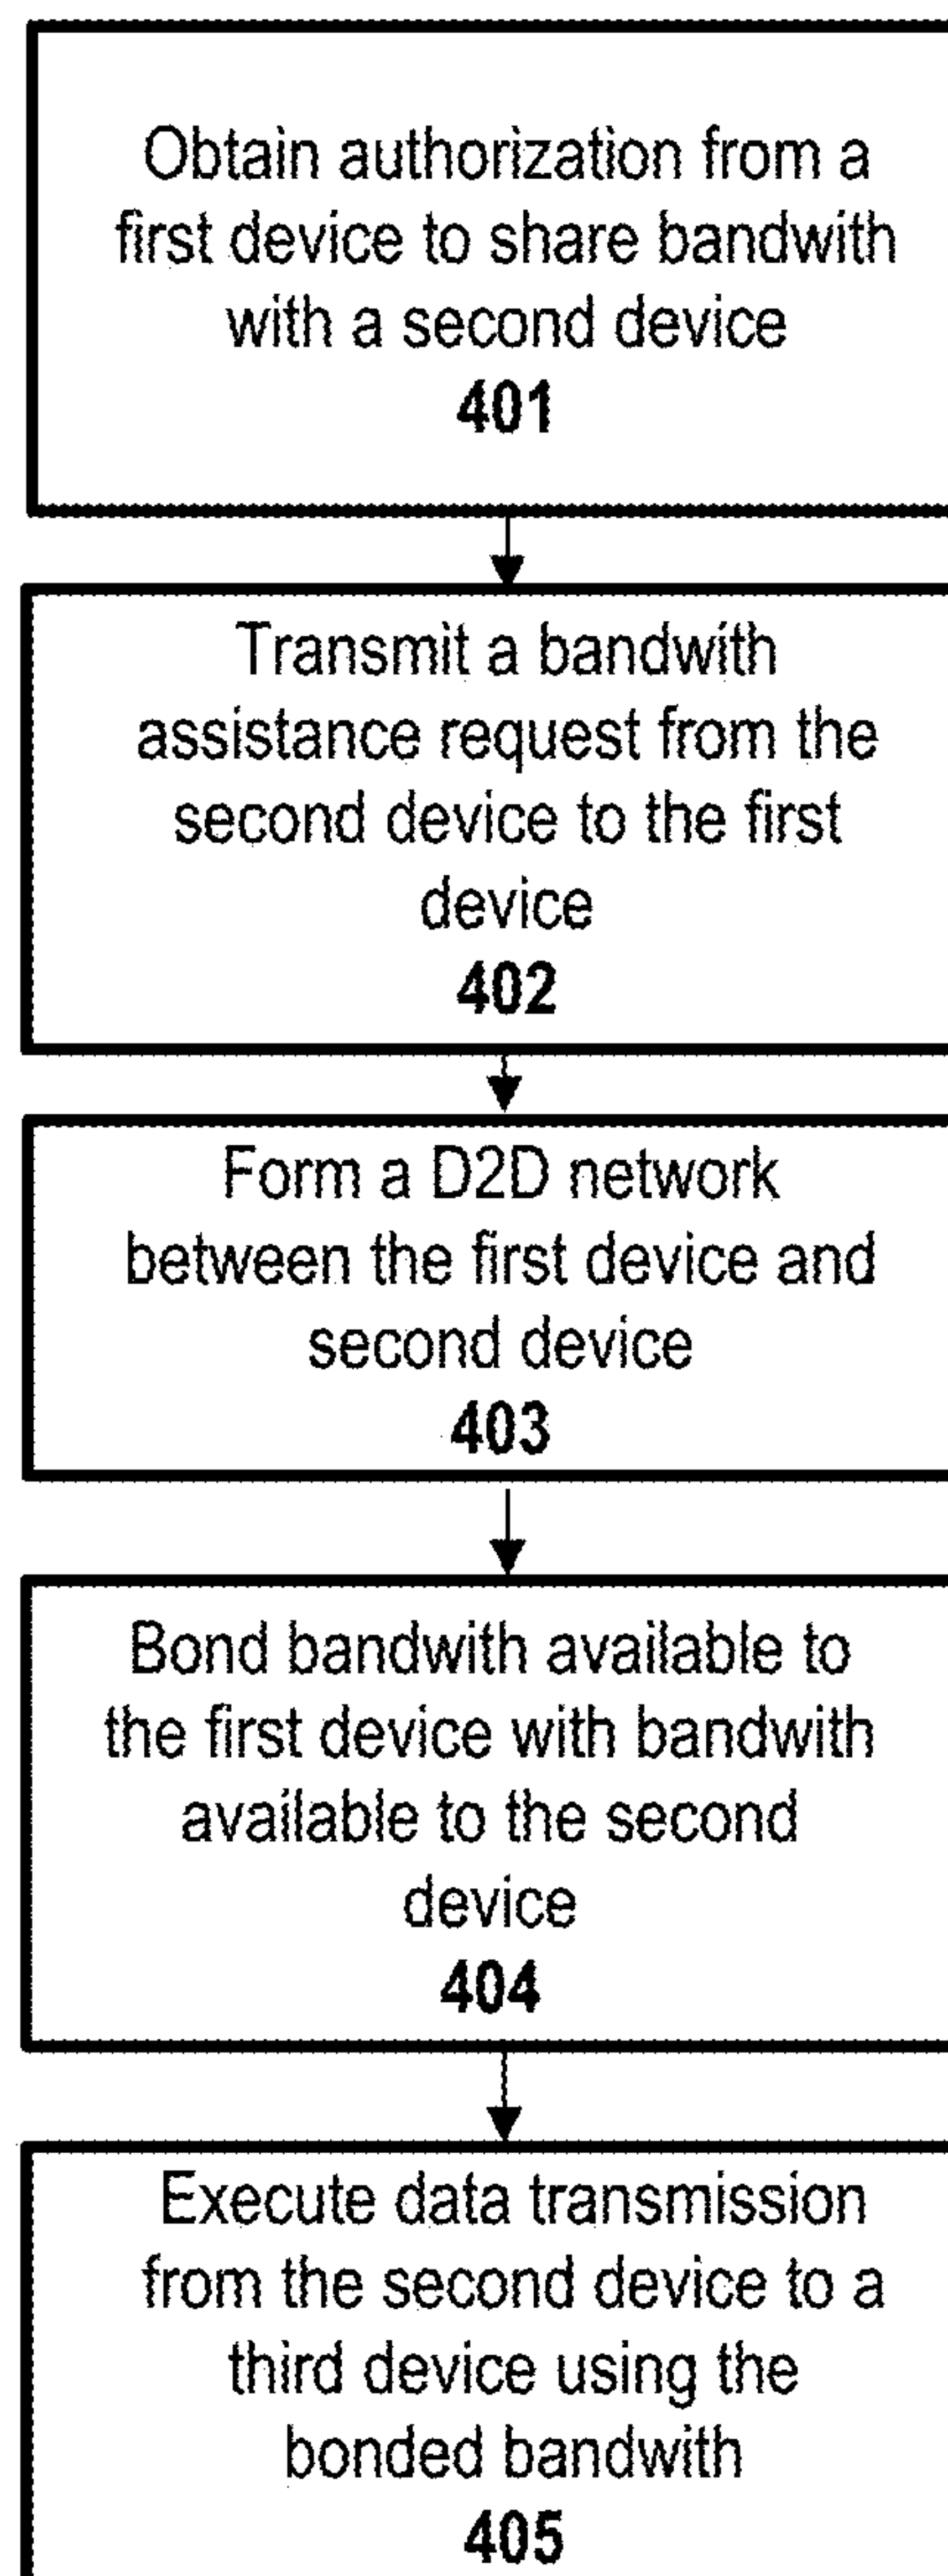 Obtain authorization from a
first device to share bandwith
with a second device
401
Transmit a bandwith
assistance request from the
second device to the first
device
402
Form a D2D network
between the first device and
second device
403
Bond bandwith available to
the first device with bandwith
available to the second
device
404
Execute data transmission
from the second device to a
third device using the
bonded bandwith
405